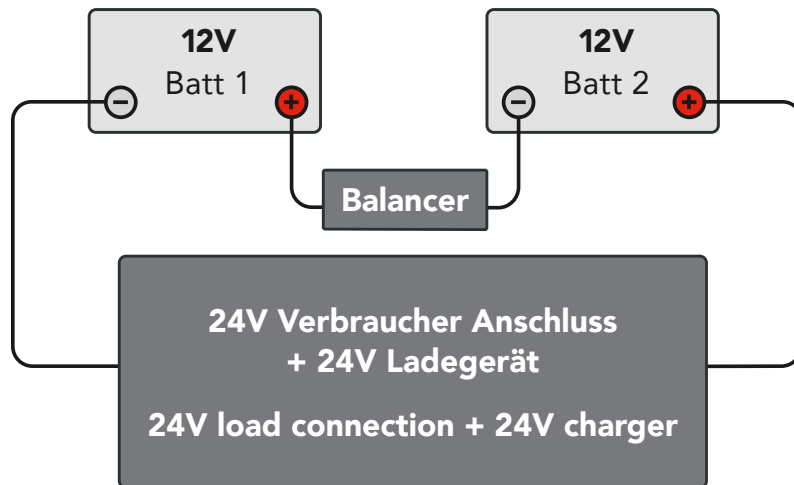 12V
Batt 1
−
+
12V
Batt 2
−
+
Balancer
24V Verbraucher Anschluss
+ 24V Ladegerät
24V load connection + 24V charger